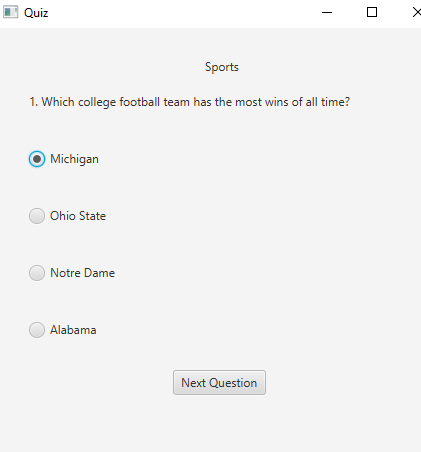 Quiz
Sports
1. Which college football team has the most wins of all time?
Michigan
Ohio State
Notre Dame
Alabama
Next Question